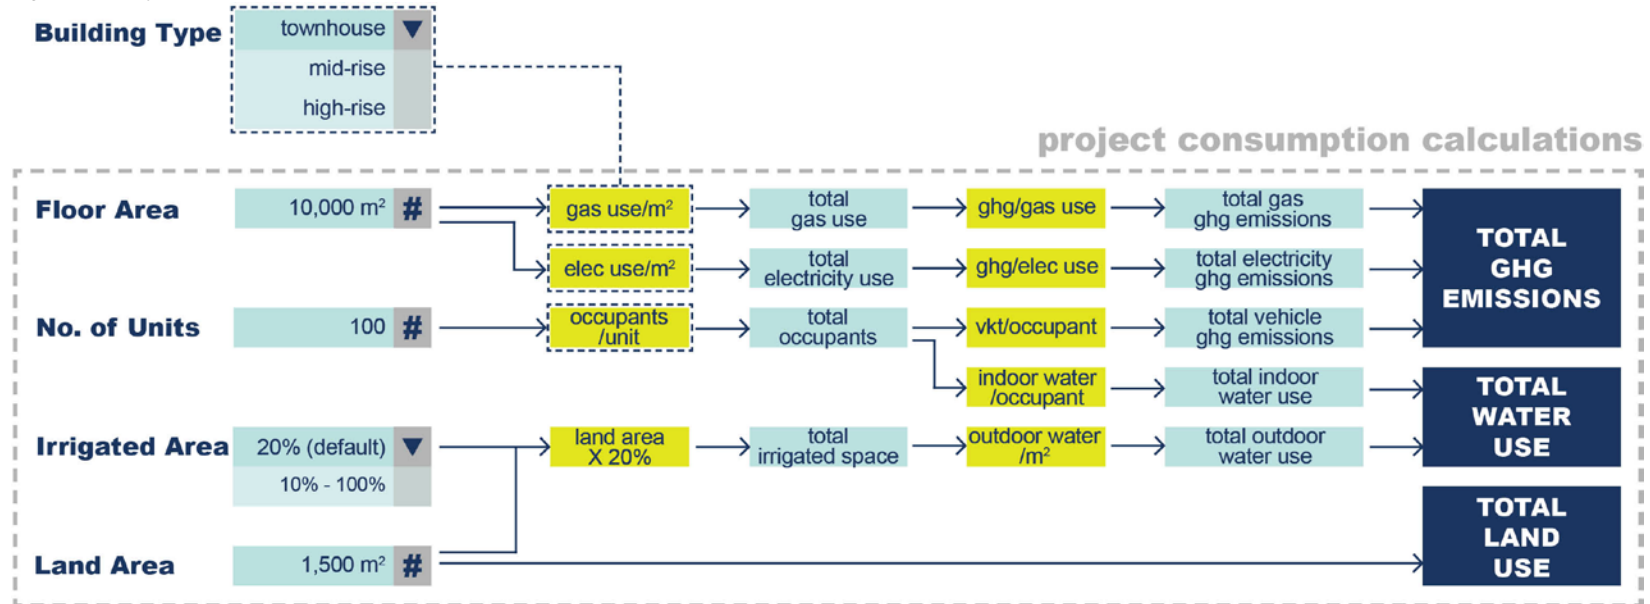 Building Type
townhouse ▼
mid-rise
high-rise
project consumption calculations
Floor Area
10,000 m² #
gas use/m²
total
gas use
ghg/gas use
total gas
ghg emissions
elec use/m²
total
electricity use
ghg/elec use
total electricity
ghg emissions
TOTAL
GHG
EMISSIONS
No. of Units
100 #
occupants
/unit
total
occupants
vkt/occupant
total vehicle
ghg emissions
indoor water
/occupant
total indoor
water use
TOTAL
WATER
USE
Irrigated Area
20% (default) ▼
10% - 100%
land area
X 20%
total
irrigated space
outdoor water
/m²
total outdoor
water use
Land Area
1,500 m² #
TOTAL
LAND
USE